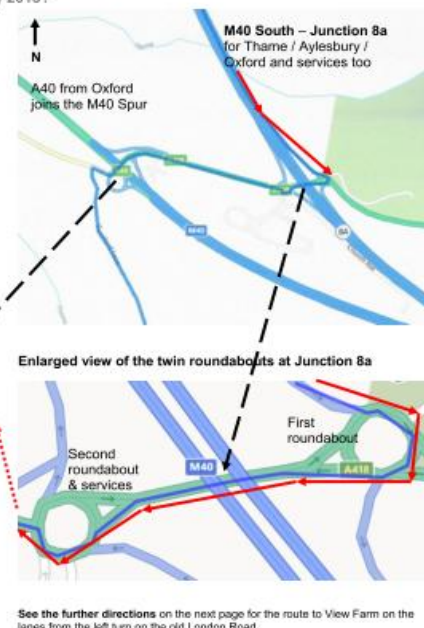 M40 South – Junction 8a
for Thame / Aylesbury /
Oxford and services too
N
A40 from Oxford
joins the M40 Spur
M40
8A
Enlarged view of the twin roundabouts at Junction 8a
First
roundabout
Second
roundabout
& services
M40
A418
See the further directions on the next page for the route to View Farm on the
lanes from the left turn on the old London Road